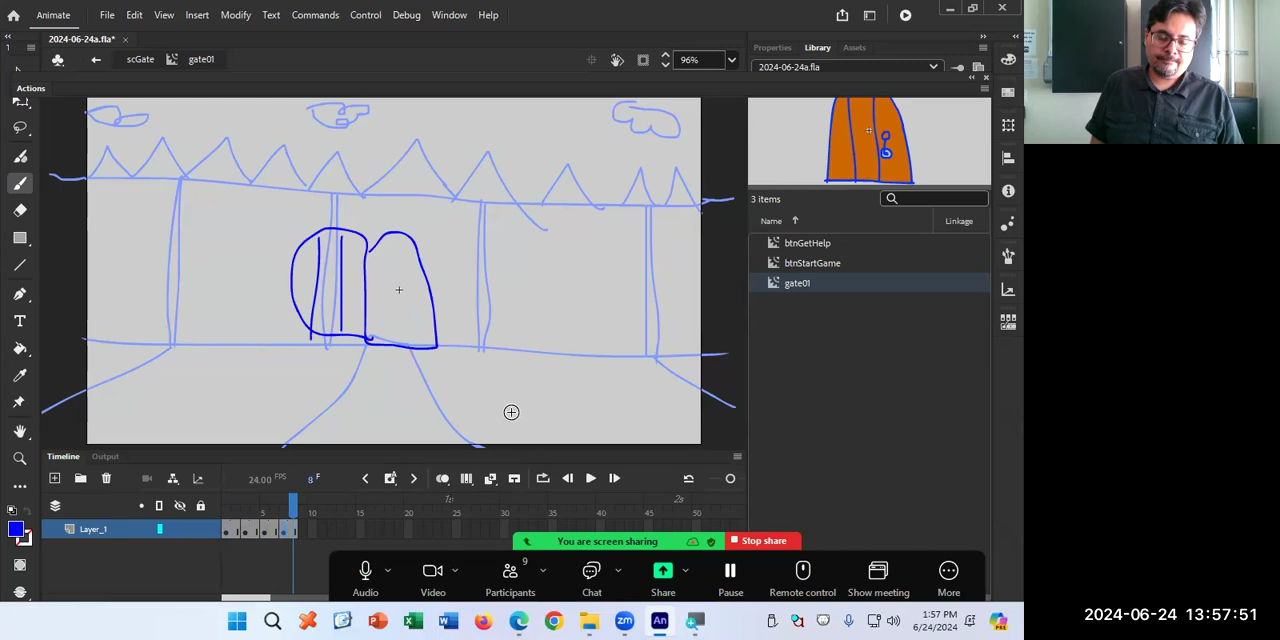 Animate File Edit View Insert Modify Text Commands Control Debug Window Help
2024-06-24a.fla* ×
1
scGate gate01 96%
Actions
Properties Library Assets
2024-06-24a.fla
3 items
Name Linkage
btnGetHelp
btnStartGame
gate01
Timeline Output
24.00 FPS 8 F
1s 2s
5 10 15 20 25 30 35 40 45 50
Layer_1
You are screen sharing Stop share
9
Audio Video Participants Chat Share Pause Remote control Show meeting More
1:57 PM
6/24/2024
2024-06-24 13:57:51